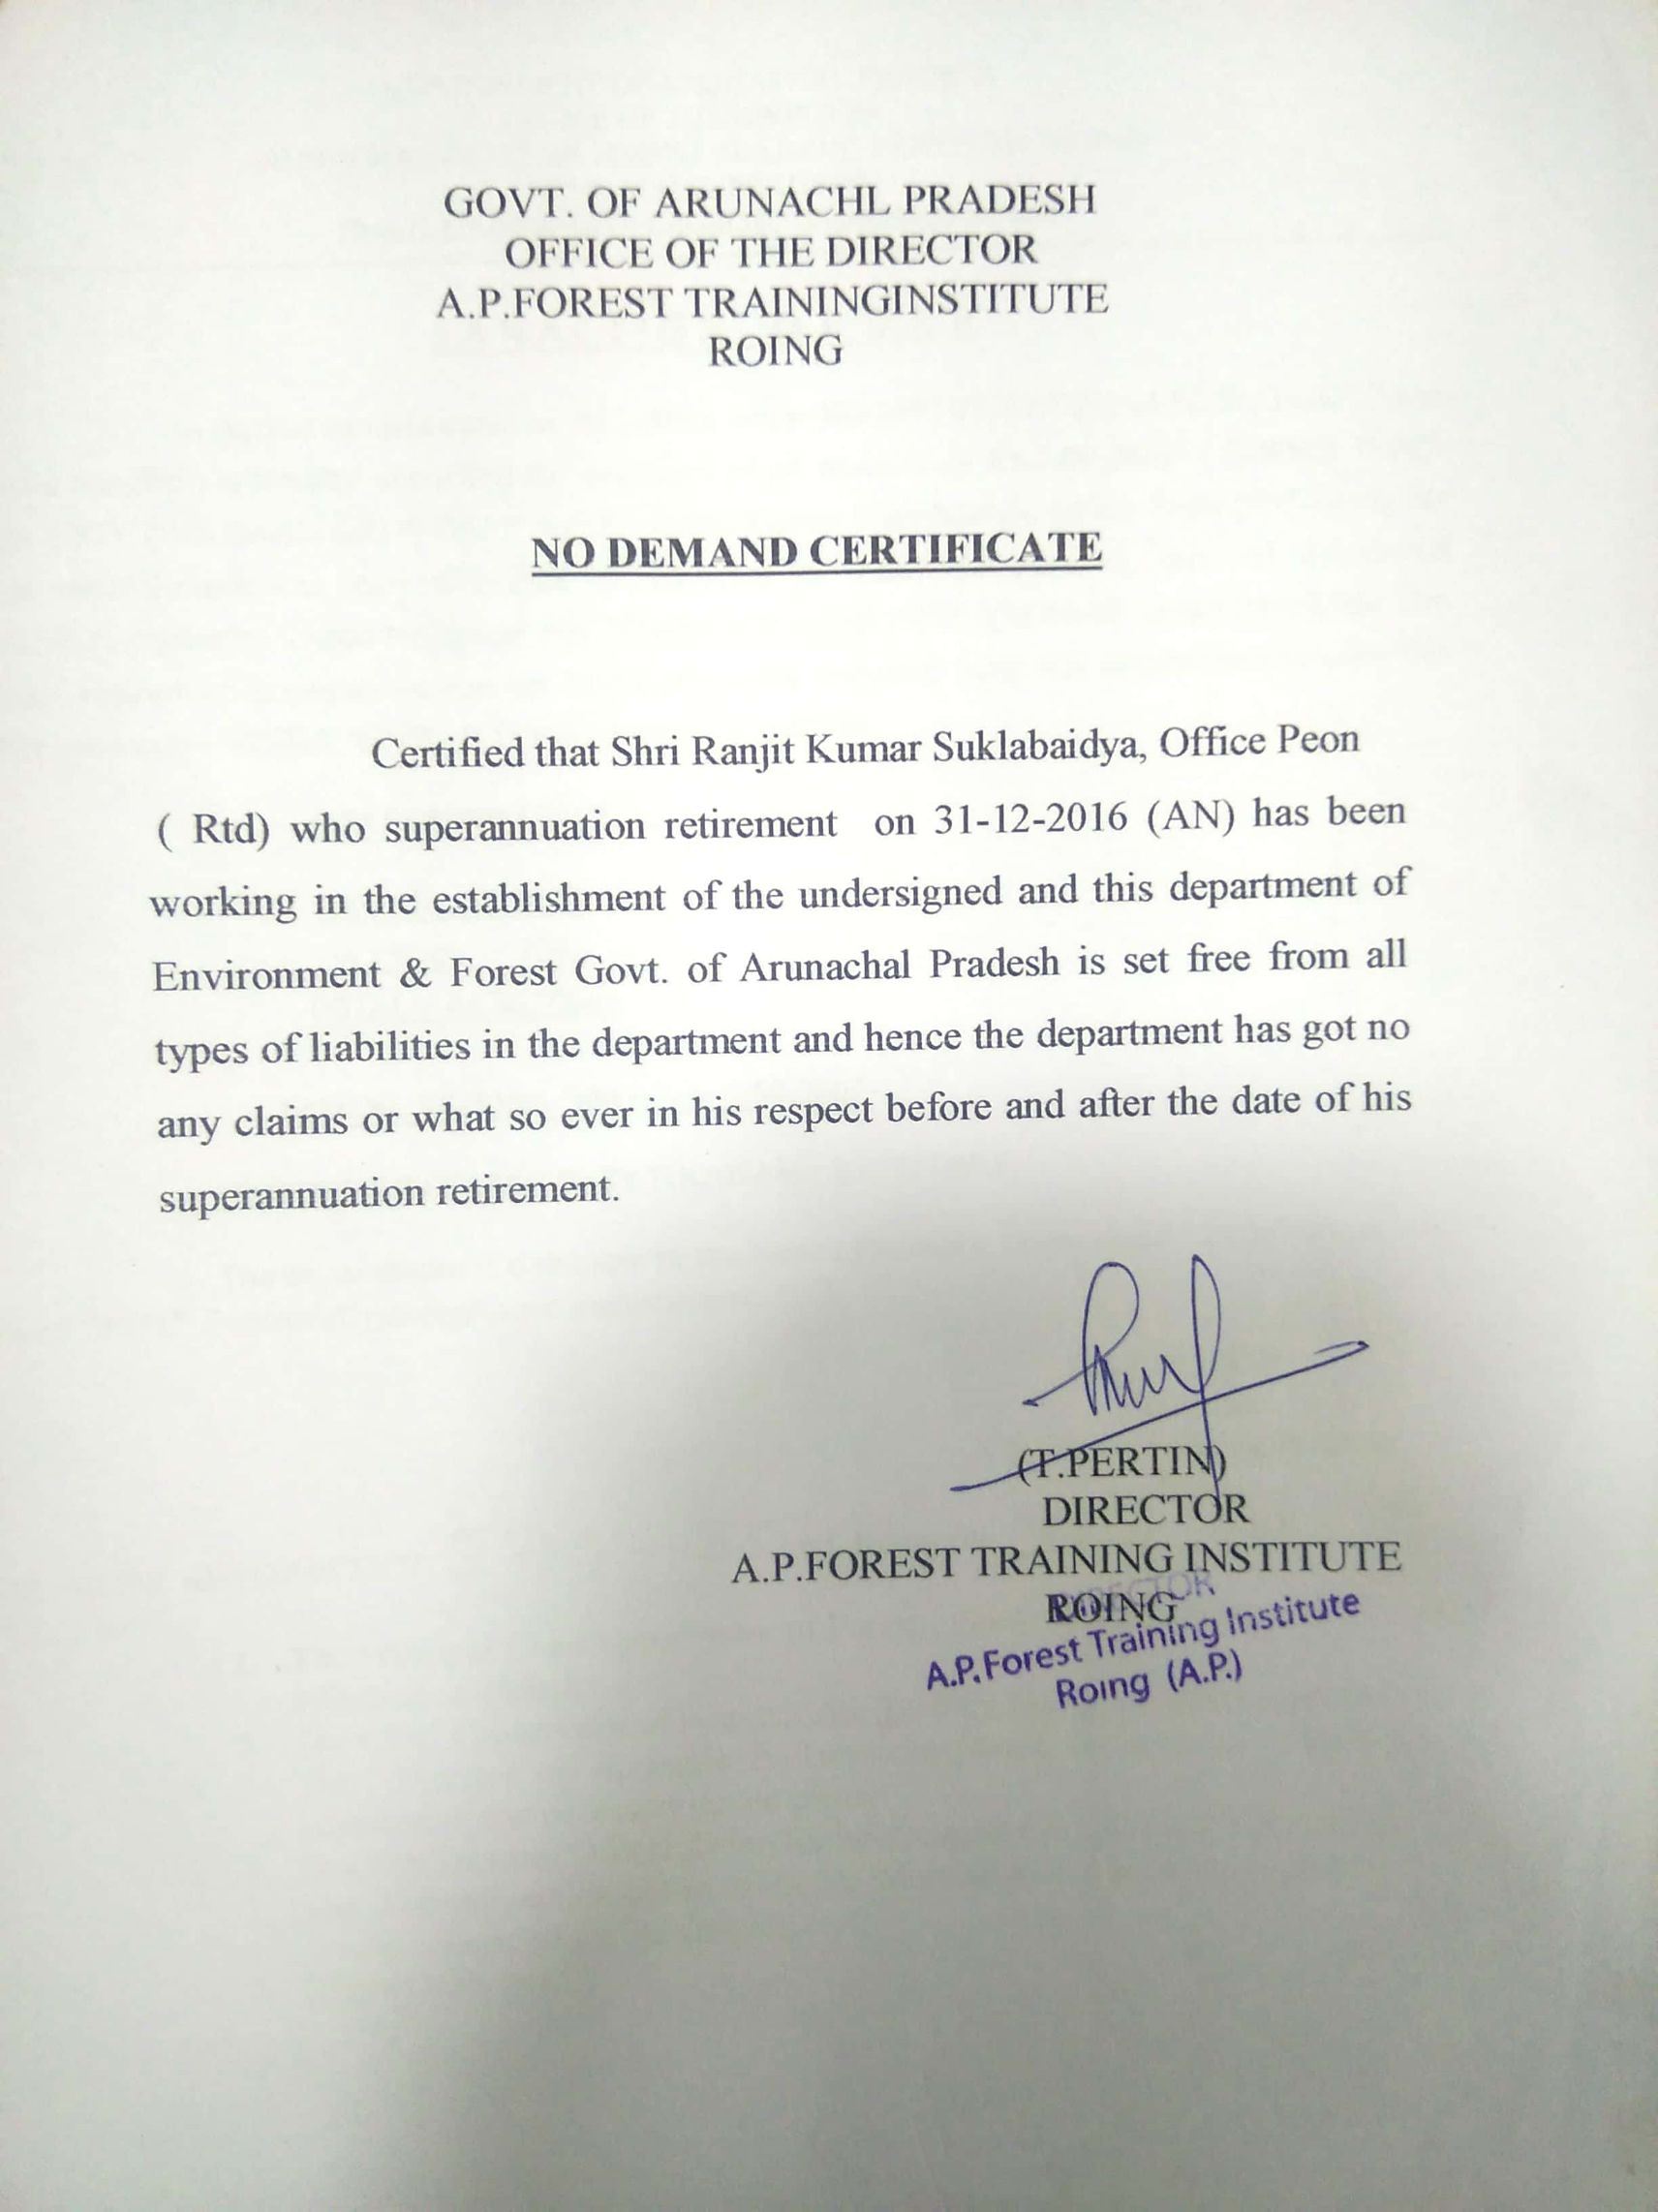 GOVT. OF ARUNACHL PRADESH
OFFICE OF THE DIRECTOR
A.P.FOREST TRAININGINSTITUTE
ROING
NO DEMAND CERTIFICATE
Certified that Shri Ranjit Kumar Suklabaidya, Office Peon
( Rtd) who superannuation retirement on 31-12-2016 (AN) has been
working in the establishment of the undersigned and this department of
Environment & Forest Govt. of Arunachal Pradesh is set free from all
types of liabilities in the department and hence the department has got no
any claims or what so ever in his respect before and after the date of his
superannuation retirement.
(T.PERTIN)
DIRECTOR
A.P.FOREST TRAINING INSTITUTE
ROING
DIRECTOR
A.P.Forest Training Institute
Roing (A.P.)